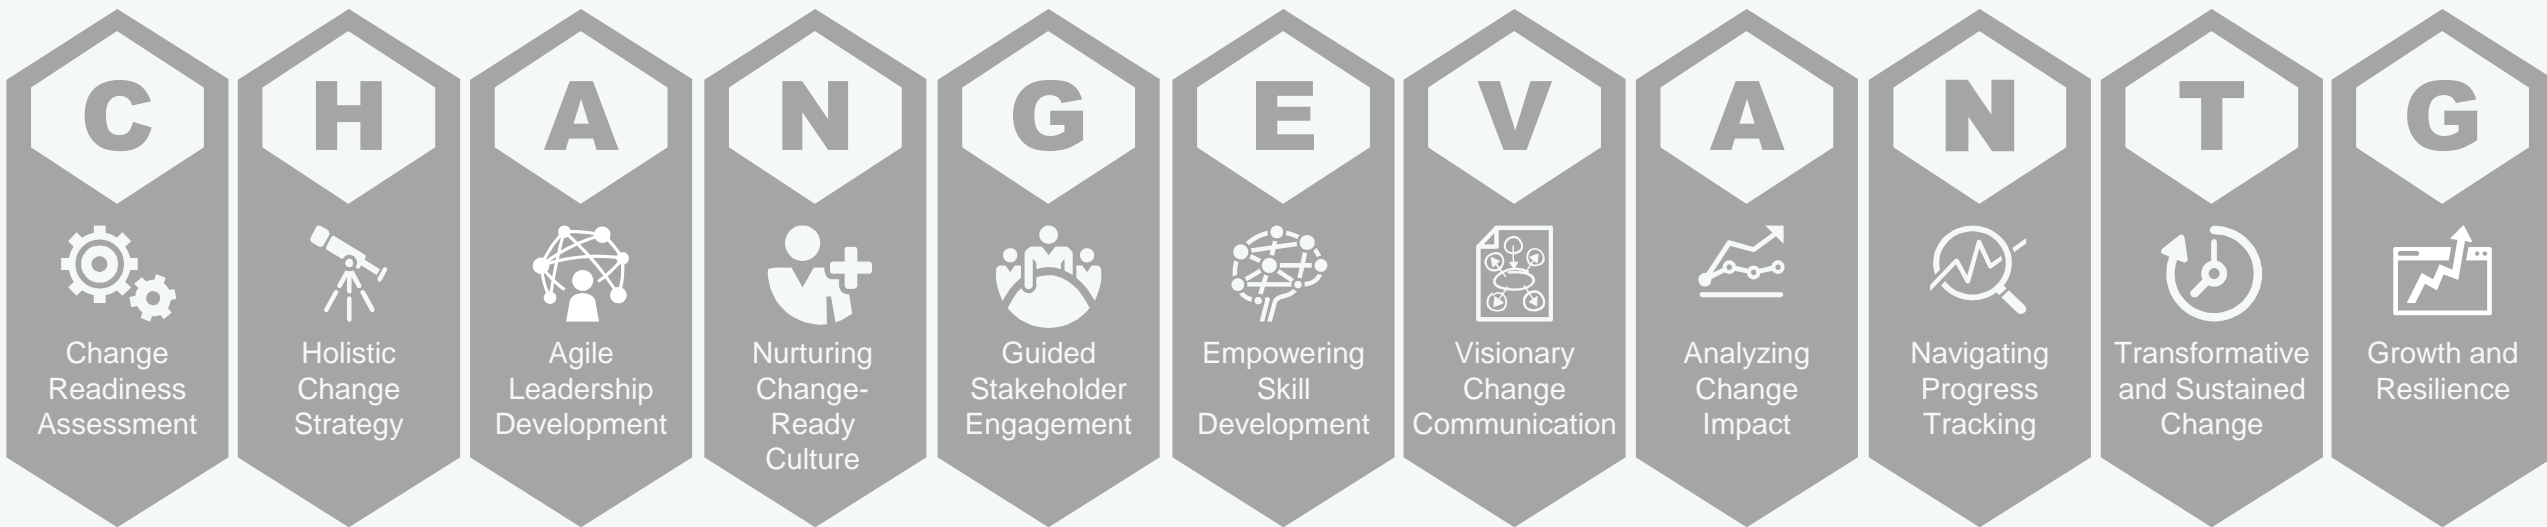 C
Change
Readiness
Assessment
H
Holistic
Change
Strategy
A
Agile
Leadership
Development
N
Nurturing
Change-
Ready
Culture
G
Guided
Stakeholder
Engagement
E
Empowering
Skill
Development
V
Visionary
Change
Communication
A
Analyzing
Change
Impact
N
Navigating
Progress
Tracking
T
Transformative
and Sustained
Change
G
Growth and
Resilience